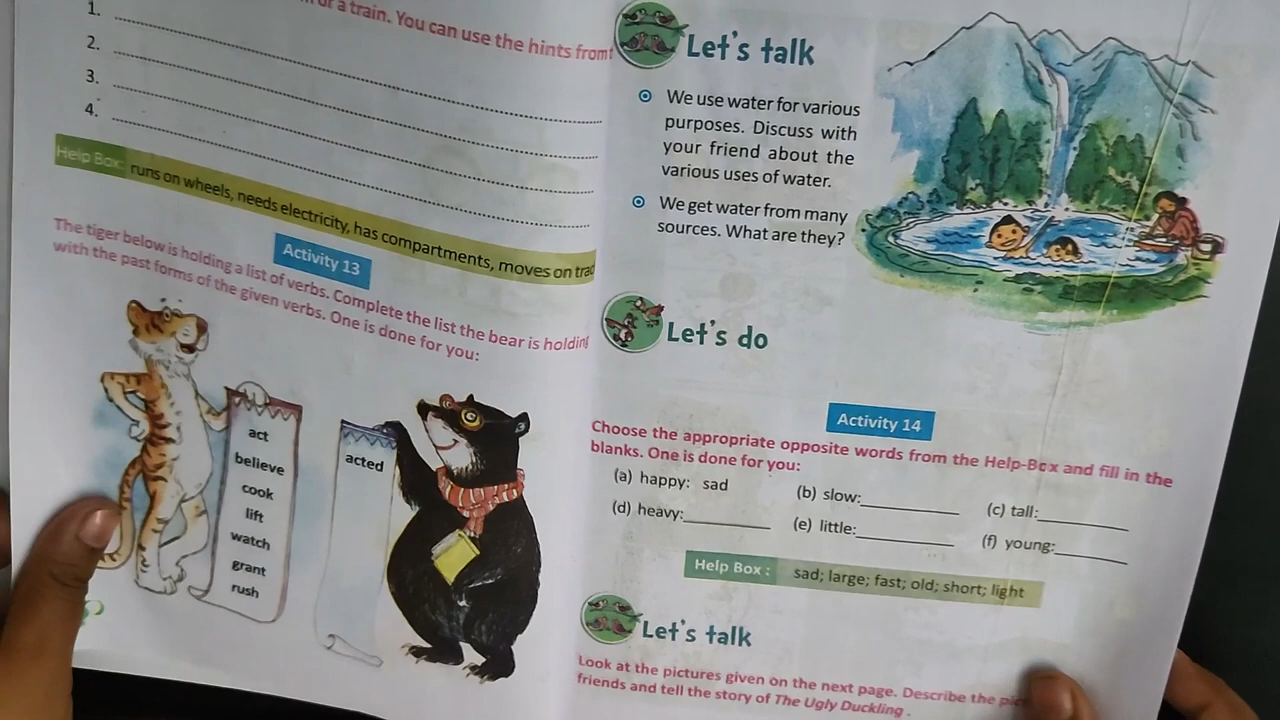 of a train. You can use the hints from
1.
2.
3.
4.
Help Box: runs on wheels, needs electricity, has compartments, moves on
Activity 13
The tiger below is holding a list of verbs. Complete the list the bear is holding
with the past forms of the given verbs. One is done for you:
act
believe
cook
lift
watch
grant
rush
acted
Let's talk
We use water for various
purposes. Discuss with
your friend about the
various uses of water.
We get water from many
sources. What are they?
Let's do
Activity 14
Choose the appropriate opposite words from the Help-Box and fill in the
blanks. One is done for you:
(a) happy: sad (b) slow: (c) tall:
(d) heavy: (e) little: (f) young:
Help Box : sad; large; fast; old; short; light
Let's talk
Look at the pictures given on the next page. Describe the
friends and tell the story of The Ugly Duckling .